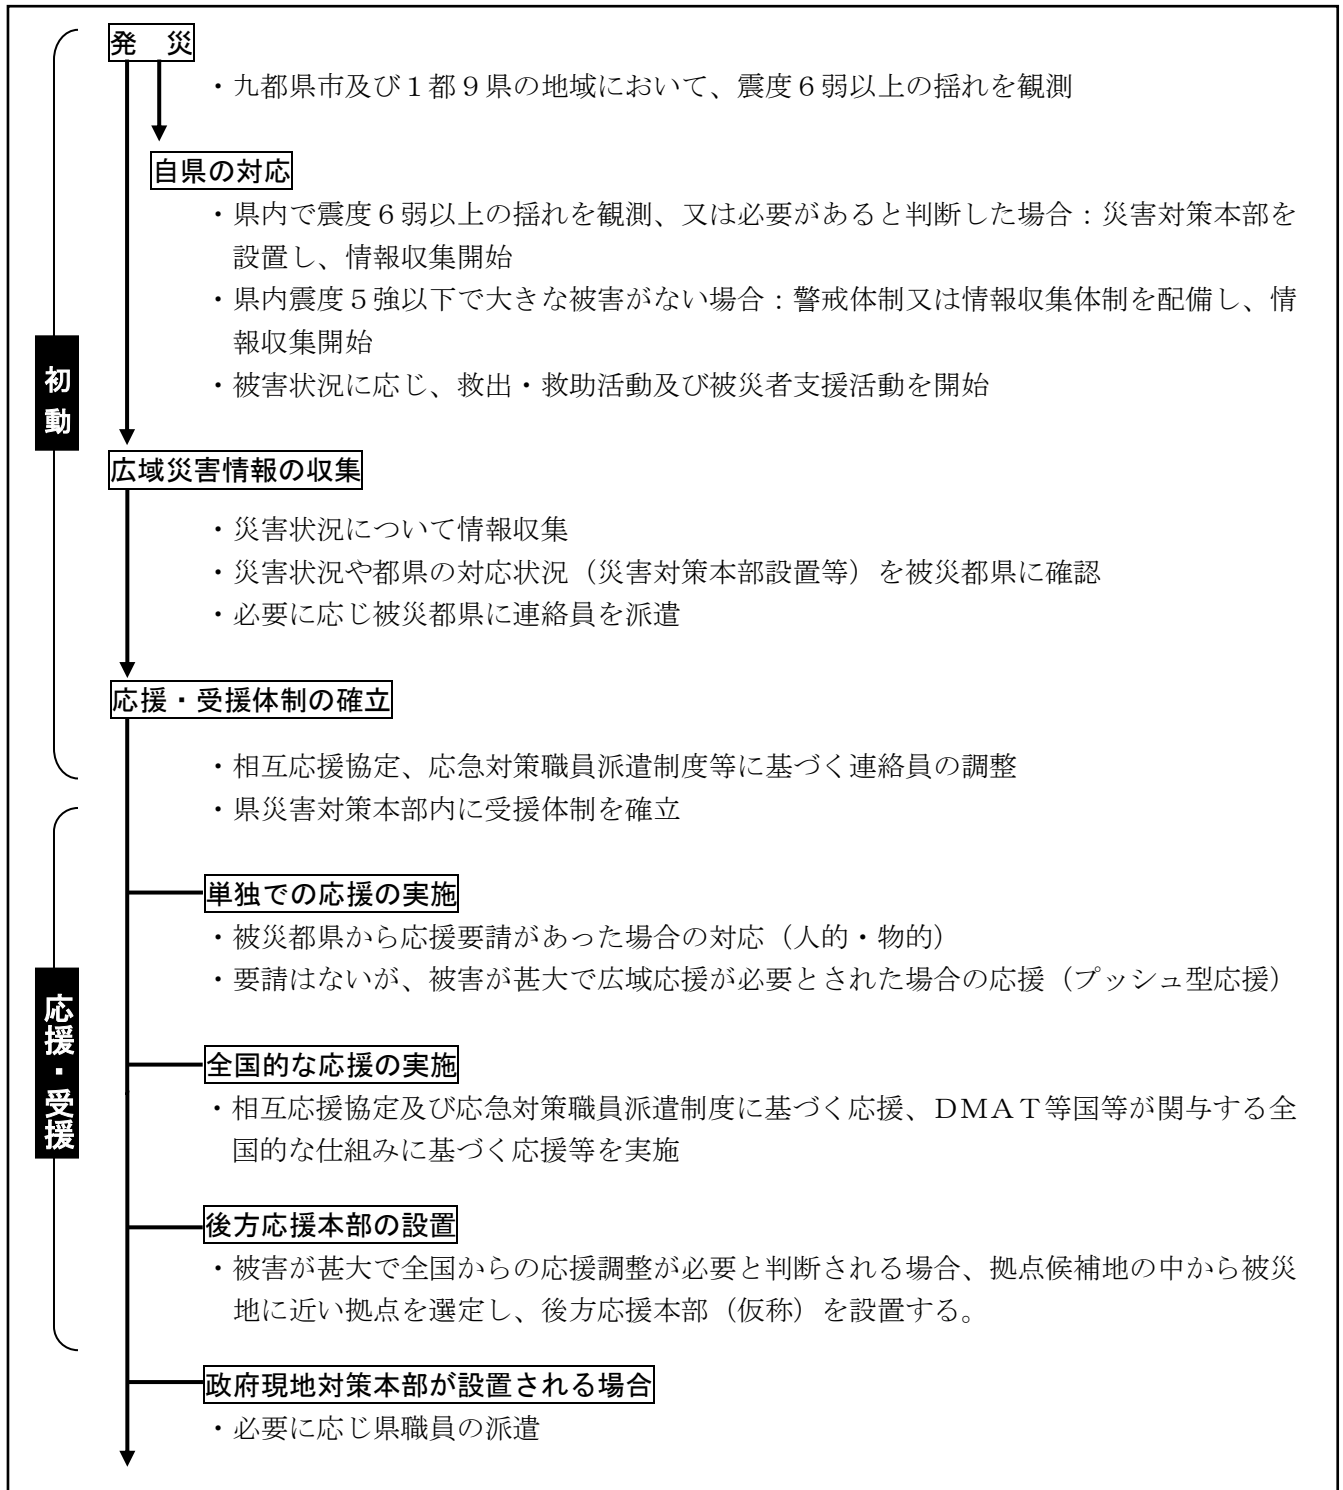 発　災
・九都県市及び１都９県の地域において、震度６弱以上の揺れを観測
自県の対応
・県内で震度６弱以上の揺れを観測、又は必要があると判断した場合：災害対策本部を
設置し、情報収集開始
・県内震度５強以下で大きな被害がない場合：警戒体制又は情報収集体制を配備し、情
報収集開始
・被害状況に応じ、救出・救助活動及び被災者支援活動を開始
初動
広域災害情報の収集
・災害状況について情報収集
・災害状況や都県の対応状況（災害対策本部設置等）を被災都県に確認
・必要に応じ被災都県に連絡員を派遣
応援・受援体制の確立
・相互応援協定、応急対策職員派遣制度等に基づく連絡員の調整
・県災害対策本部内に受援体制を確立
単独での応援の実施
・被災都県から応援要請があった場合の対応（人的・物的）
・要請はないが、被害が甚大で広域応援が必要とされた場合の応援（プッシュ型応援）
応援・受援
全国的な応援の実施
・相互応援協定及び応急対策職員派遣制度に基づく応援、ＤＭＡＴ等国等が関与する全
国的な仕組みに基づく応援等を実施
後方応援本部の設置
・被害が甚大で全国からの応援調整が必要と判断される場合、拠点候補地の中から被災
地に近い拠点を選定し、後方応援本部（仮称）を設置する。
政府現地対策本部が設置される場合
・必要に応じ県職員の派遣